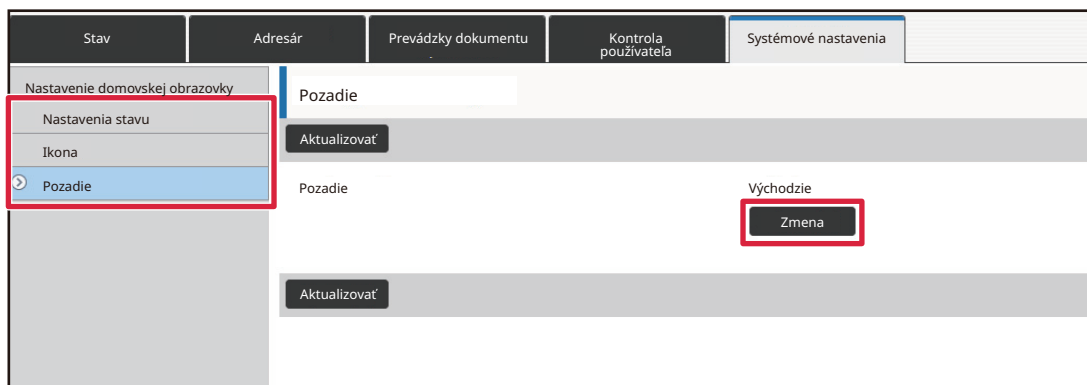 Stav
Adresár
Prevádzky dokumentu
Kontrola
používateľa
Systémové nastavenia
Nastavenie domovskej obrazovky
Nastavenia stavu
Ikona
Pozadie
Pozadie
Aktualizovať
Pozadie
Východzie
Zmena
Aktualizovať